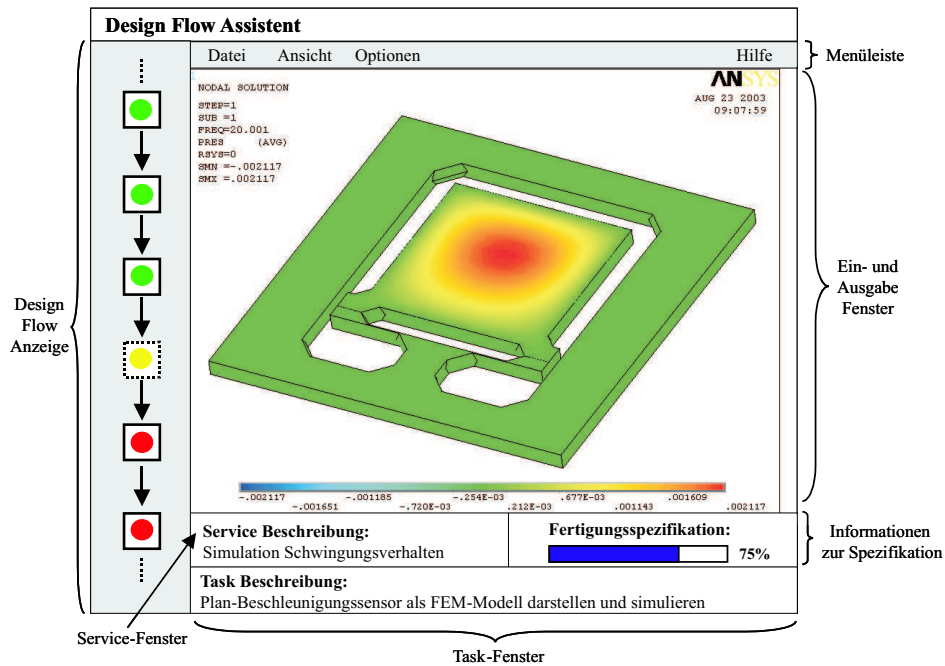 Design Flow Assistent
Datei Ansicht Optionen Hilfe
Menüleiste
1
NODAL SOLUTION
STEP=1
SUB =1
FREQ=20.001
PRES (AVG)
RSYS=0
SMN =-.002117
SMX =.002117
ANSYS
AUG 23 2003
09:07:59
Design
Flow
Anzeige
Ein- und
Ausgabe
Fenster
-.002117 -.001185 -.254E-03 .677E-03 .001609
-.001651 -.720E-03 .212E-03 .001143 .002117
Service Beschreibung:
Simulation Schwingungsverhalten
Fertigungsspezifikation:
75%
Informationen
zur Spezifikation
Task Beschreibung:
Plan-Beschleunigungssensor als FEM-Modell darstellen und simulieren
Service-Fenster
Task-Fenster